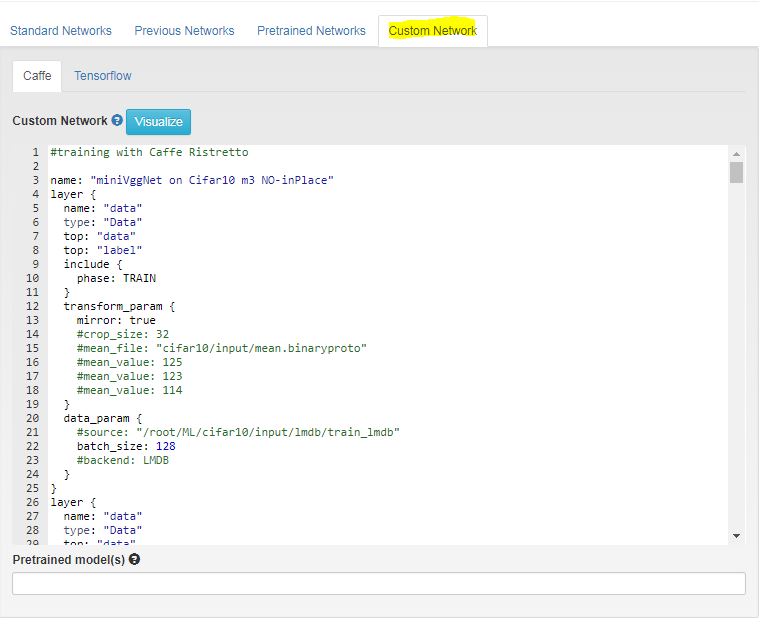 Standard Networks Previous Networks Pretrained Networks Custom Network
Caffe Tensorflow
Custom Network ? Visualize
1 #training with Caffe Ristretto
2
3 name: "miniVggNet on Cifar10 m3 NO-inPlace"
4 layer {
5   name: "data"
6   type: "Data"
7   top: "data"
8   top: "label"
9   include {
10     phase: TRAIN
11   }
12   transform_param {
13     mirror: true
14     #crop_size: 32
15     #mean_file: "cifar10/input/mean.binaryproto"
16     #mean_value: 125
17     #mean_value: 123
18     #mean_value: 114
19   }
20   data_param {
21     #source: "/root/ML/cifar10/input/lmdb/train_lmdb"
22     batch_size: 128
23     #backend: LMDB
24   }
25 }
26 layer {
27   name: "data"
28   type: "Data"
29   top: "data"
Pretrained model(s) ?